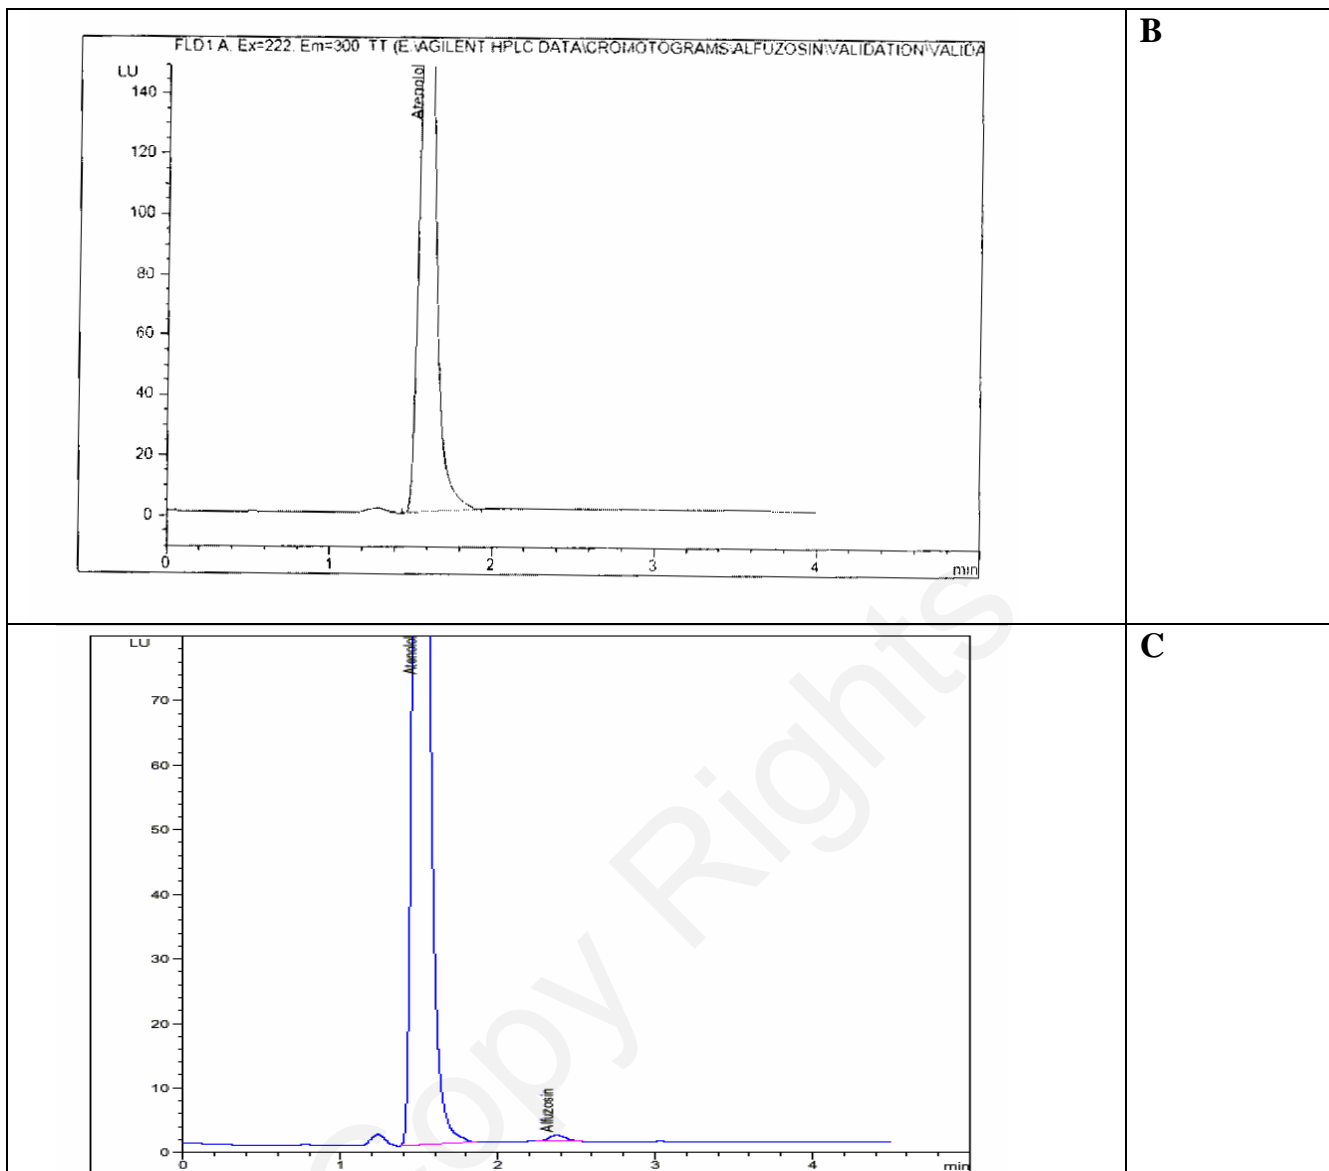 B
FLD1 A, Ex=222, Em=300 TT (E:\AGILENT HPLC DATA\CROMOTOGRAMS\ALFUZOSIN\VALIDATION\VALIDA
LU
Atenolol
140
120
100
80
60
40
20
0
0 1 2 3 4 min
C
LU
Atenolol
70
60
50
40
30
20
10
0
Alfuzosin
0 1 2 3 4 min
Copy Rights